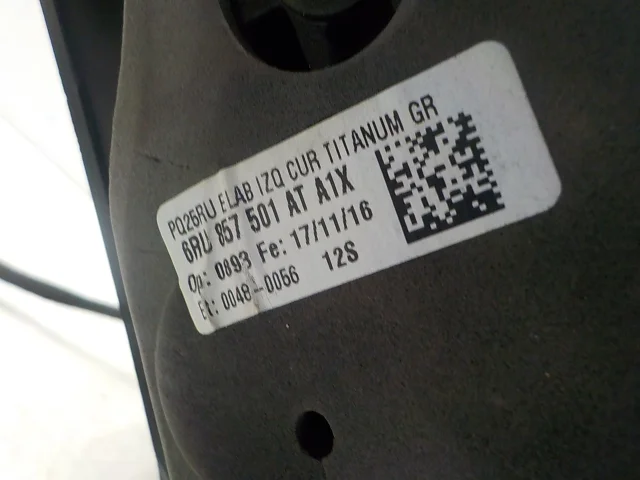 PQ25RU ELAB IZQ CUR TITANUM GR
6RU 857 501 AT A1X
Op: 0893 Fe: 17/11/16
Et: 0048-0056 12S